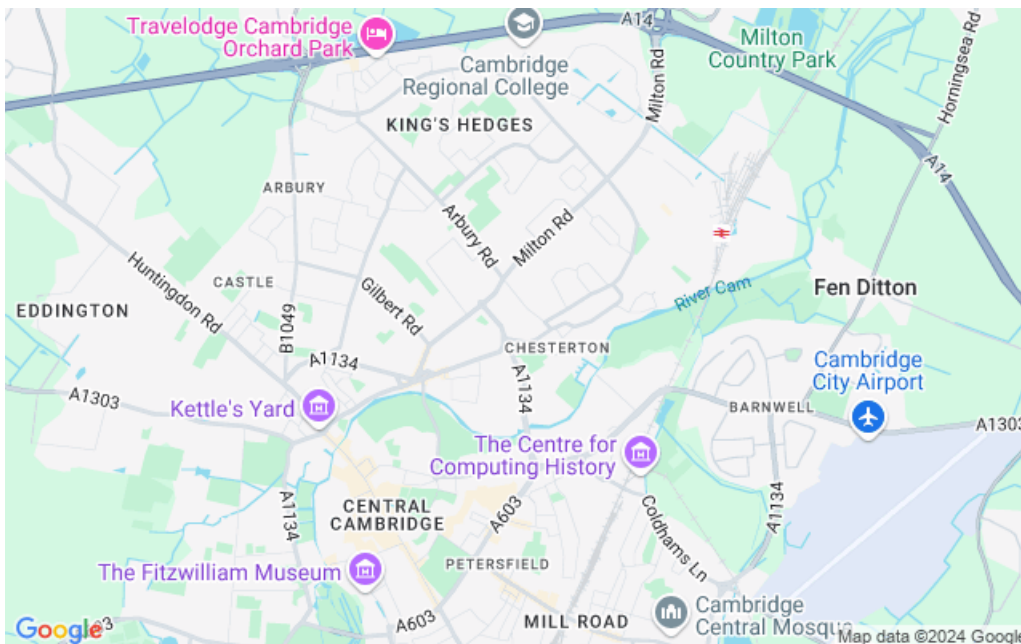 Travelodge Cambridge
Orchard Park
A14
Milton
Country Park
Horningsea Rd
Cambridge
Regional College
Milton Rd
KING'S HEDGES
A14
ARBURY
Arbury Rd
Milton Rd
Huntingdon Rd
CASTLE
Gilbert Rd
River Cam
Fen Ditton
EDDINGTON
B1049
CHESTERTON
A1134
A1134
Cambridge
City Airport
A1303
Kettle's Yard
BARNWELL
A1303
The Centre for
Computing History
A1134
CENTRAL
CAMBRIDGE
A603
Coldhams Ln
A1134
PETERSFIELD
The Fitzwilliam Museum
MILL ROAD
Cambridge
Central Mosqu
A603
Google
Map data ©2024 Google